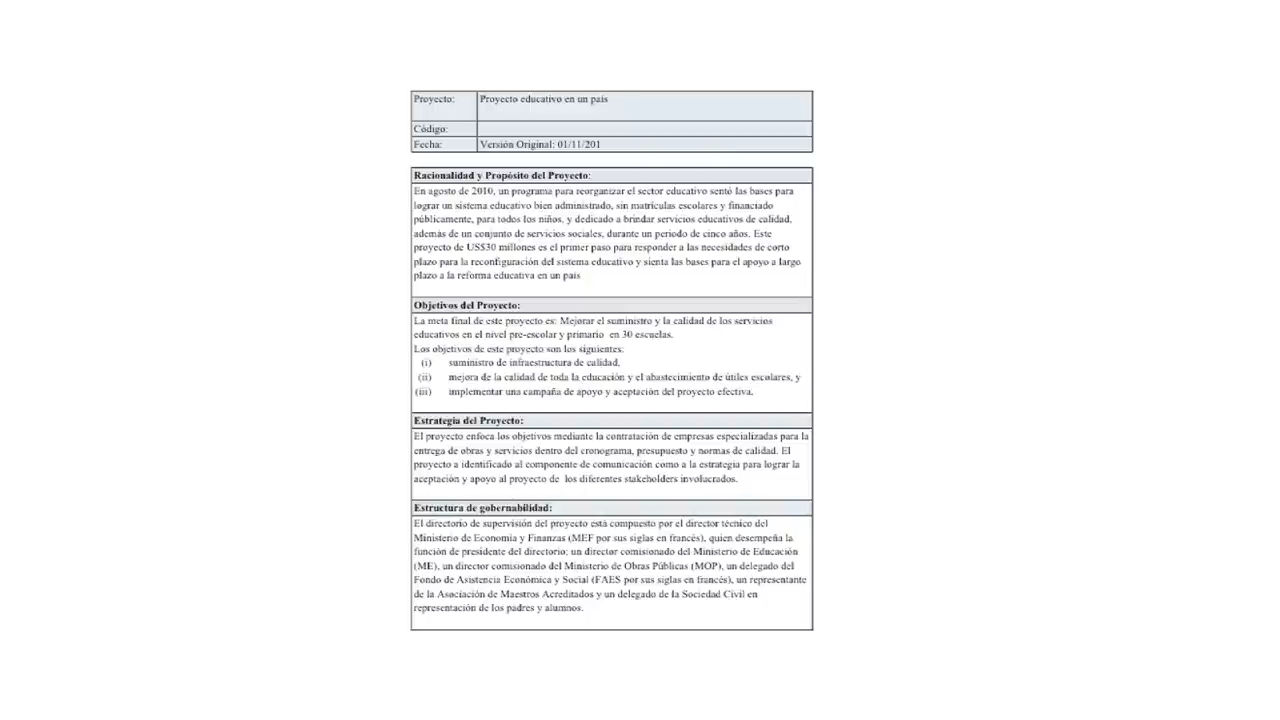 Proyecto: Proyecto educativo en un país
Código:
Fecha: Versión Original: 01/11/201
Racionalidad y Propósito del Proyecto:
En agosto de 2010, un programa para reorganizar el sector educativo sentó las bases para
lograr un sistema educativo bien administrado, sin matrículas escolares y financiado
públicamente, para todos los niños, y dedicado a brindar servicios educativos de calidad,
además de un conjunto de servicios sociales, durante un periodo de cinco años. Este
proyecto de US$30 millones es el primer paso para responder a las necesidades de corto
plazo para la reconfiguración del sistema educativo y sienta las bases para el apoyo a largo
plazo a la reforma educativa en un país
Objetivos del Proyecto:
La meta final de este proyecto es: Mejorar el suministro y la calidad de los servicios
educativos en el nivel pre-escolar y primario en 30 escuelas.
Los objetivos de este proyecto son los siguientes:
(i) suministro de infraestructura de calidad,
(ii) mejora de la calidad de toda la educación y el abastecimiento de útiles escolares, y
(iii) implementar una campaña de apoyo y aceptación del proyecto efectiva.
Estrategia del Proyecto:
El proyecto enfoca los objetivos mediante la contratación de empresas especializadas para la
entrega de obras y servicios dentro del cronograma, presupuesto y normas de calidad. El
proyecto a identificado al componente de comunicación como a la estrategia para lograr la
aceptación y apoyo al proyecto de los diferentes stakeholders involucrados.
Estructura de gobernabilidad:
El directorio de supervisión del proyecto está compuesto por el director técnico del
Ministerio de Economía y Finanzas (MEF por sus siglas en francés), quien desempeña la
función de presidente del directorio; un director comisionado del Ministerio de Educación
(ME), un director comisionado del Ministerio de Obras Públicas (MOP), un delegado del
Fondo de Asistencia Económica y Social (FAES por sus siglas en francés), un representante
de la Asociación de Maestros Acreditados y un delegado de la Sociedad Civil en
representación de los padres y alumnos.